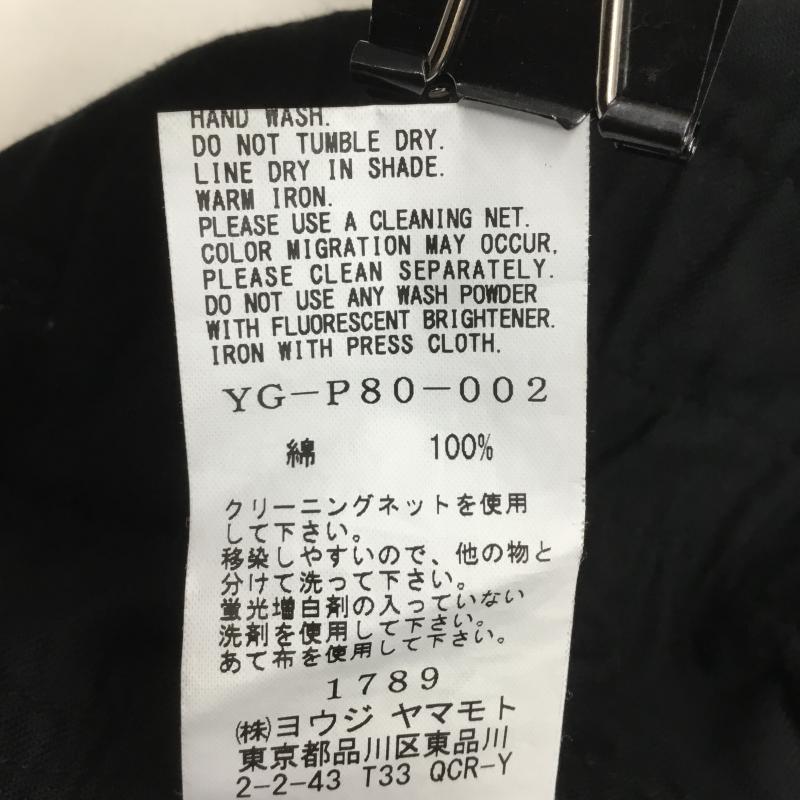 HAND WASH.
DO NOT TUMBLE DRY.
LINE DRY IN SHADE.
WARM IRON.
PLEASE USE A CLEANING NET.
COLOR MIGRATION MAY OCCUR.
PLEASE CLEAN SEPARATELY.
DO NOT USE ANY WASH POWDER
WITH FLUORESCENT BRIGHTENER.
IRON WITH PRESS CLOTH.
YG-P80-002
綿 100%
クリーニングネットを使用
して下さい。
移染しやすいので、他の物と
分けて洗って下さい。
蛍光増白剤の入っていない
洗剤を使用して下さい。
あて布を使用して下さい。
1789
㈱ヨウジ ヤマモト
東京都品川区東品川
2-2-43 T33 QCR-Y